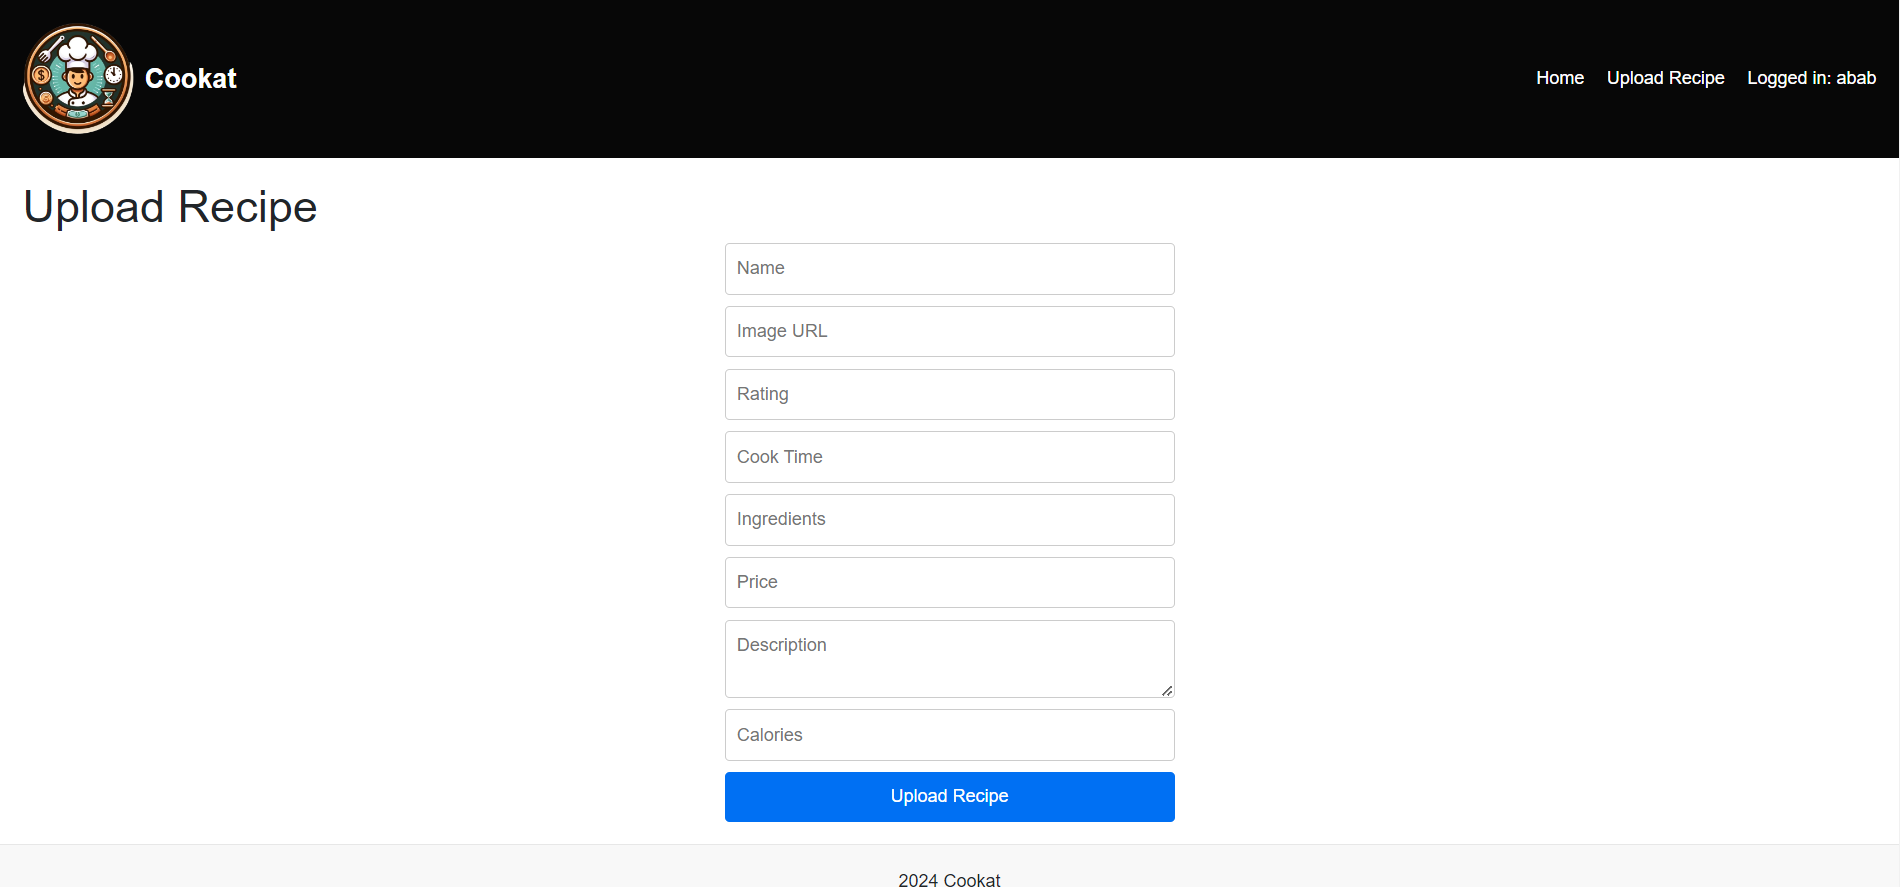 Cookat
Home Upload Recipe Logged in: abab
Upload Recipe
Name
Image URL
Rating
Cook Time
Ingredients
Price
Description
Calories
Upload Recipe
2024 Cookat